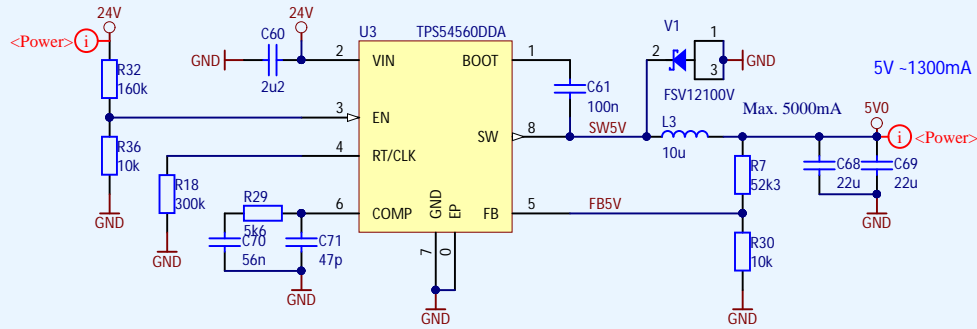 24V
<Power>
i
R32
160k
R36
10k
GND
24V
C60
2u2
GND
U3
TPS54560DDA
2
VIN
BOOT
1
3
EN
4
RT/CLK
SW
8
6
COMP
GND
EP
FB
5
7
0
GND
R18
300k
GND
R29
5k6
C70
56n
C71
47p
GND
C61
100n
SW5V
FB5V
V1
2
1
3
GND
FSV12100V
L3
10u
Max. 5000mA
5V ~1300mA
5V0
i
<Power>
R7
52k3
C68
22u
C69
22u
GND
R30
10k
GND